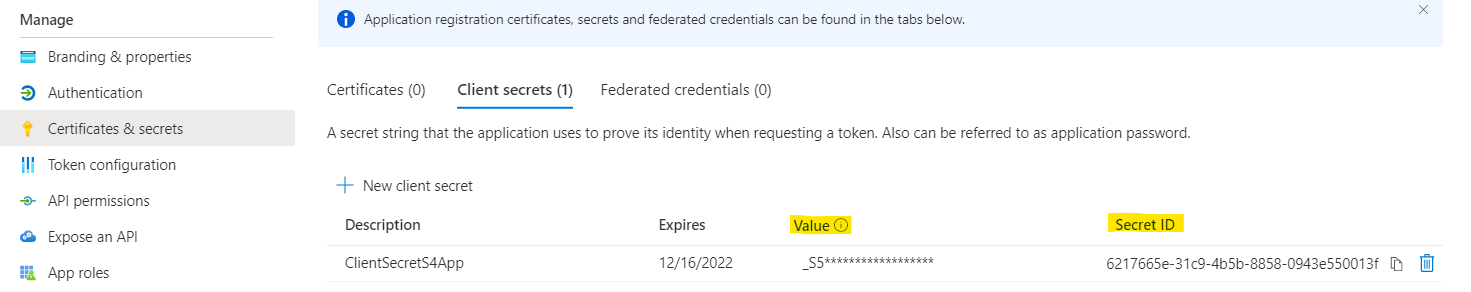 Manage
Branding & properties
Authentication
Certificates & secrets
Token configuration
API permissions
Expose an API
App roles
Application registration certificates, secrets and federated credentials can be found in the tabs below.
Certificates (0) Client secrets (1) Federated credentials (0)
A secret string that the application uses to prove its identity when requesting a token. Also can be referred to as application password.
New client secret
Description Expires Value Secret ID
ClientSecretS4App 12/16/2022 _S5****************** 6217665e-31c9-4b5b-8858-0943e550013f